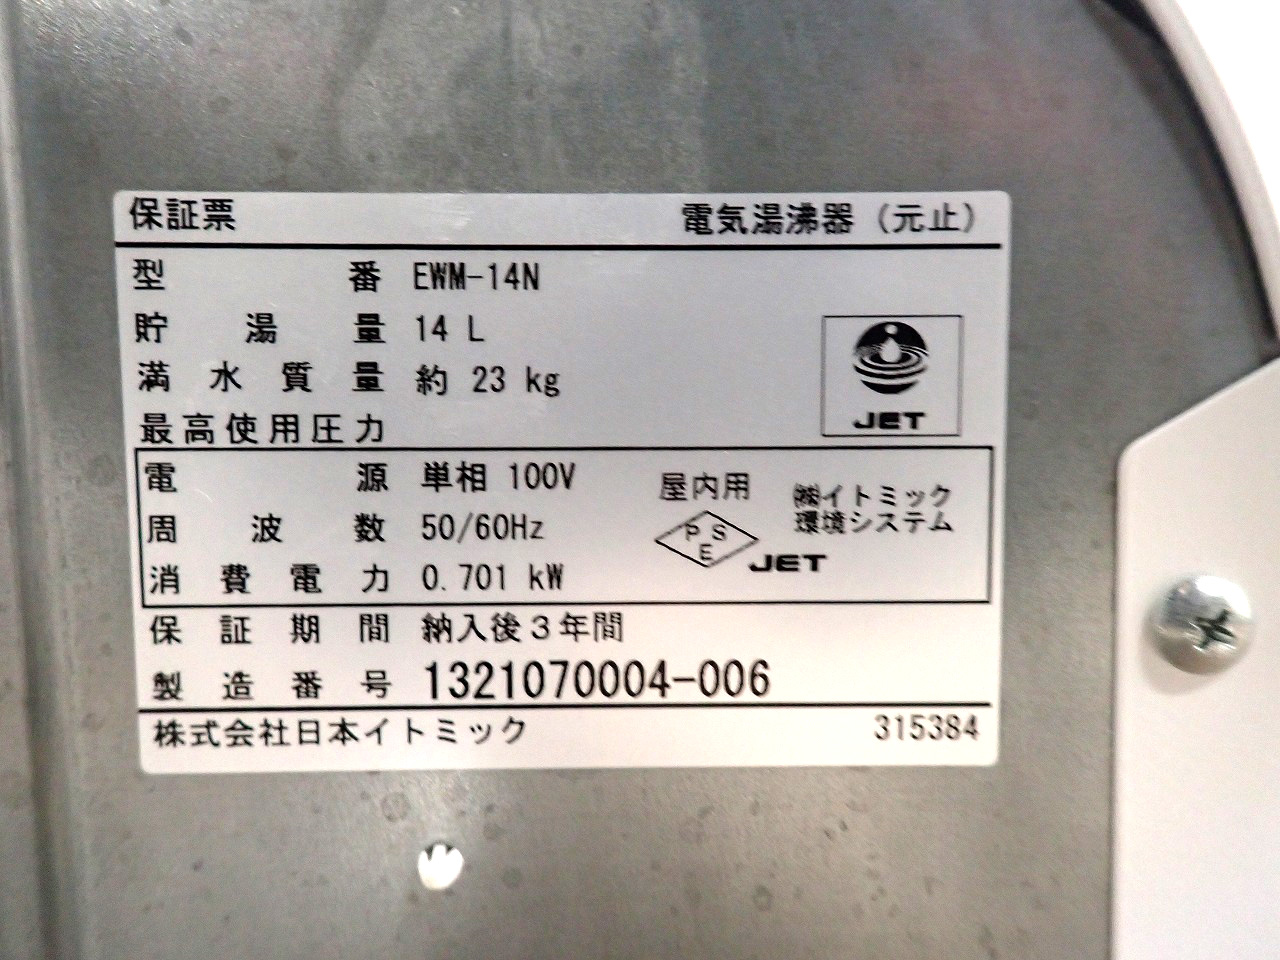 保証票 電気湯沸器（元止）
型番 EWM-14N
貯湯量 14 L
満水質量 約 23 kg
最高使用圧力
JET
電源 単相 100V
周波数 50/60Hz
消費電力 0.701 kW
屋内用
PSE
JET
㈱イトミック
環境システム
保証期間 納入後3年間
製造番号 1321070004-006
株式会社日本イトミック 315384